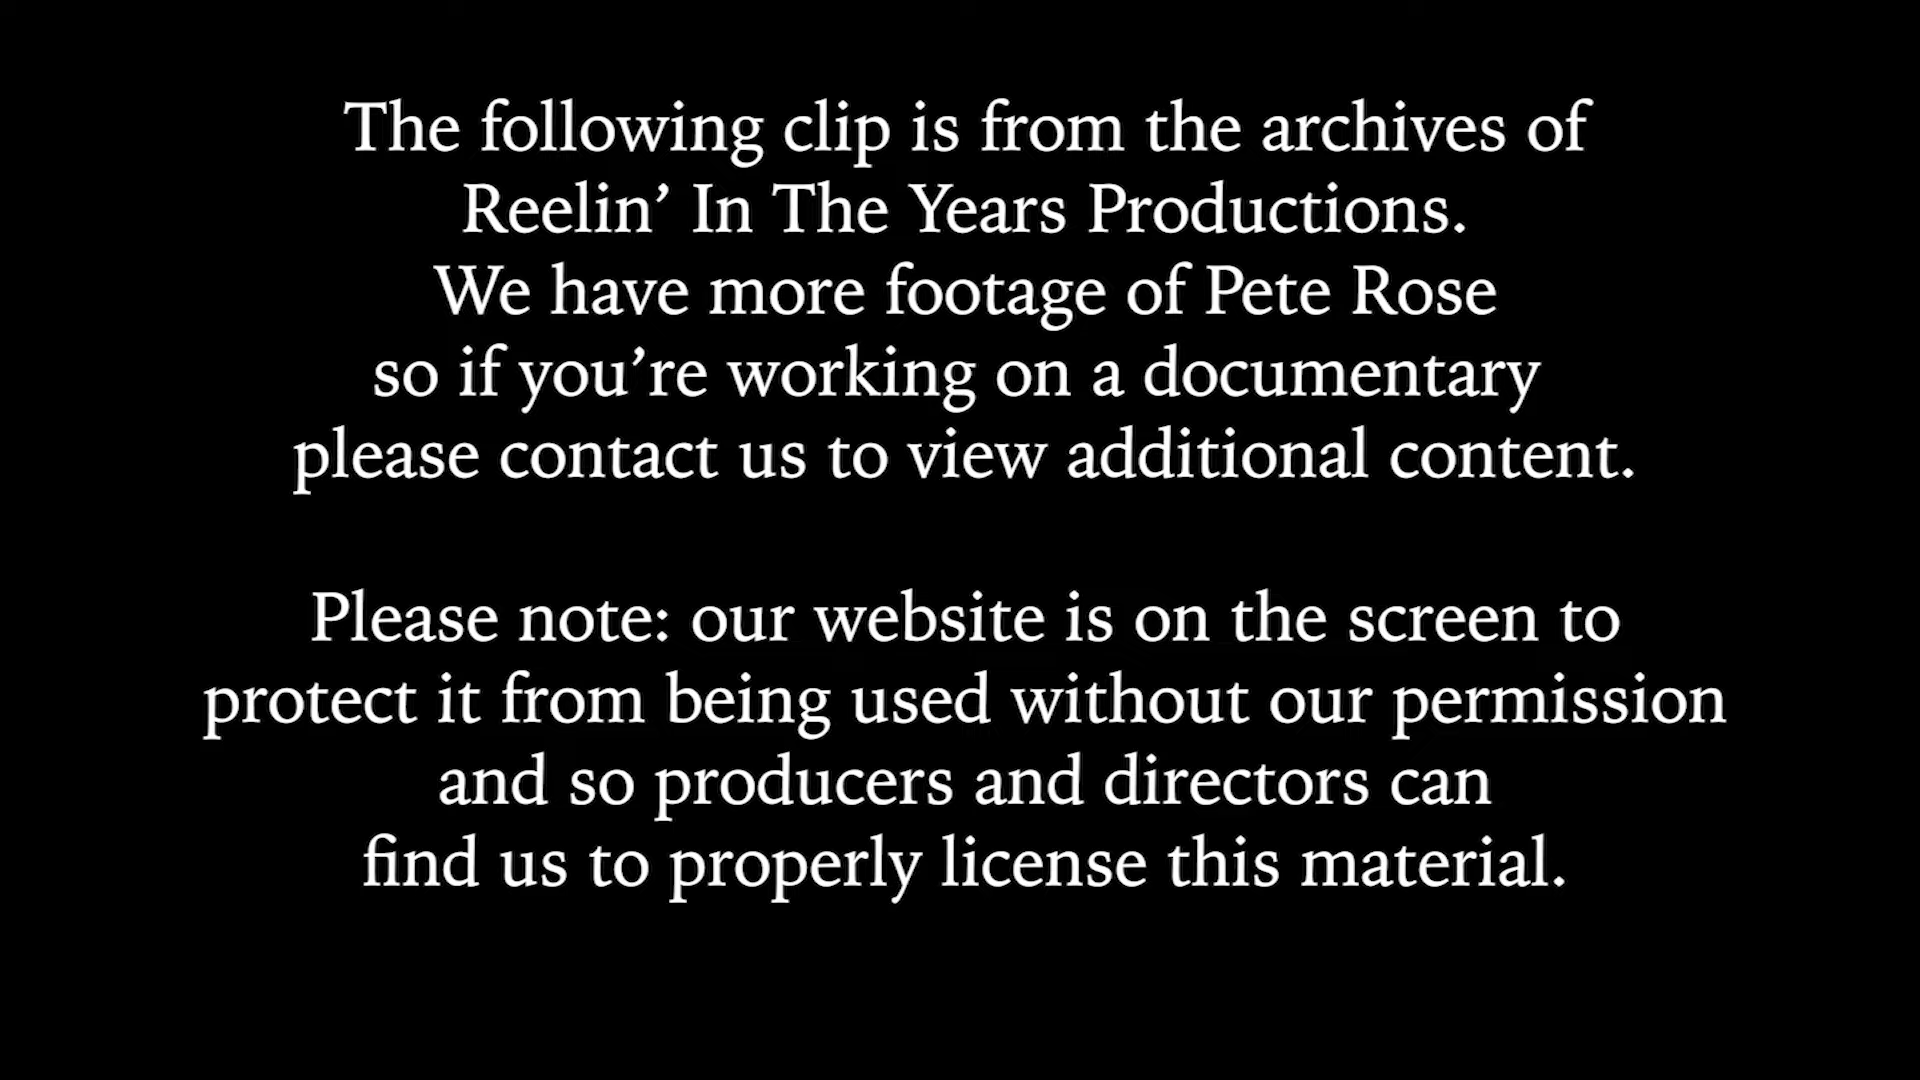 The following clip is from the archives of
Reelin’ In The Years Productions.
We have more footage of Pete Rose
so if you’re working on a documentary
please contact us to view additional content.
Please note: our website is on the screen to
protect it from being used without our permission
and so producers and directors can
find us to properly license this material.